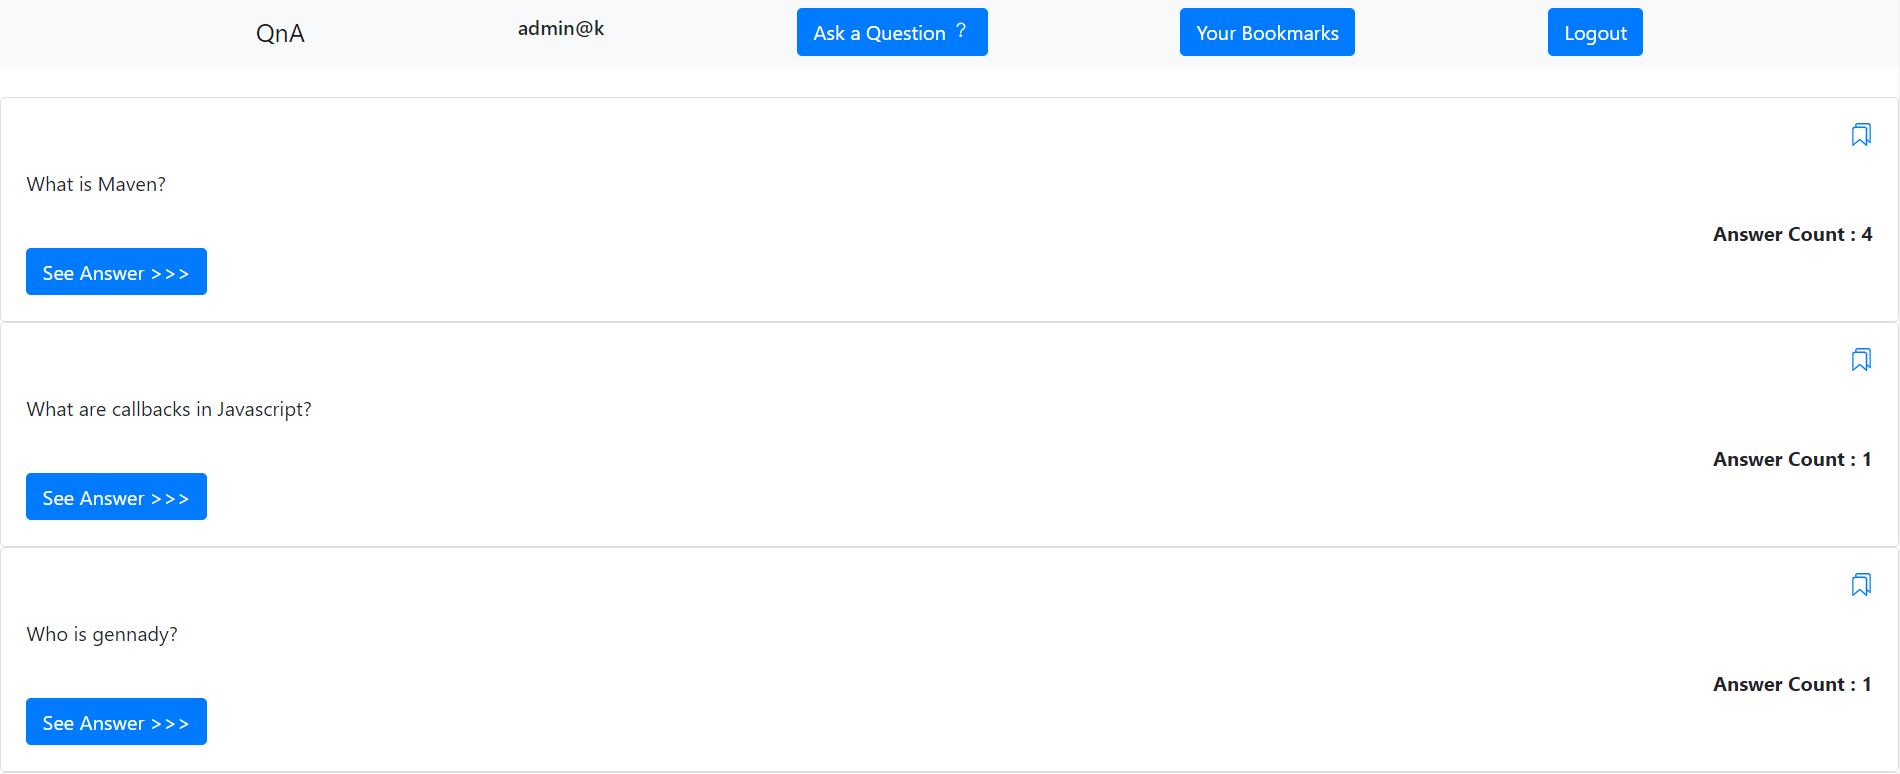 QnA admin@k Ask a Question ? Your Bookmarks Logout
What is Maven?
Answer Count : 4
See Answer >>>
What are callbacks in Javascript?
Answer Count : 1
See Answer >>>
Who is gennady?
Answer Count : 1
See Answer >>>